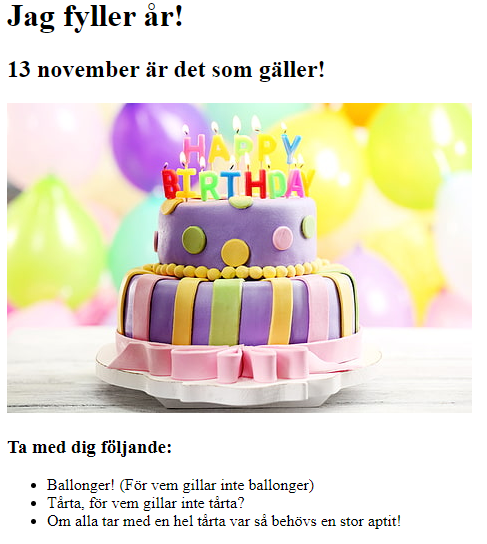 Jag fyller år!
13 november är det som gäller!
HAPPY
BIRTHDAY
Ta med dig följande:
Ballonger! (För vem gillar inte ballonger)
Tårta, för vem gillar inte tårta?
Om alla tar med en hel tårta var så behövs en stor aptit!